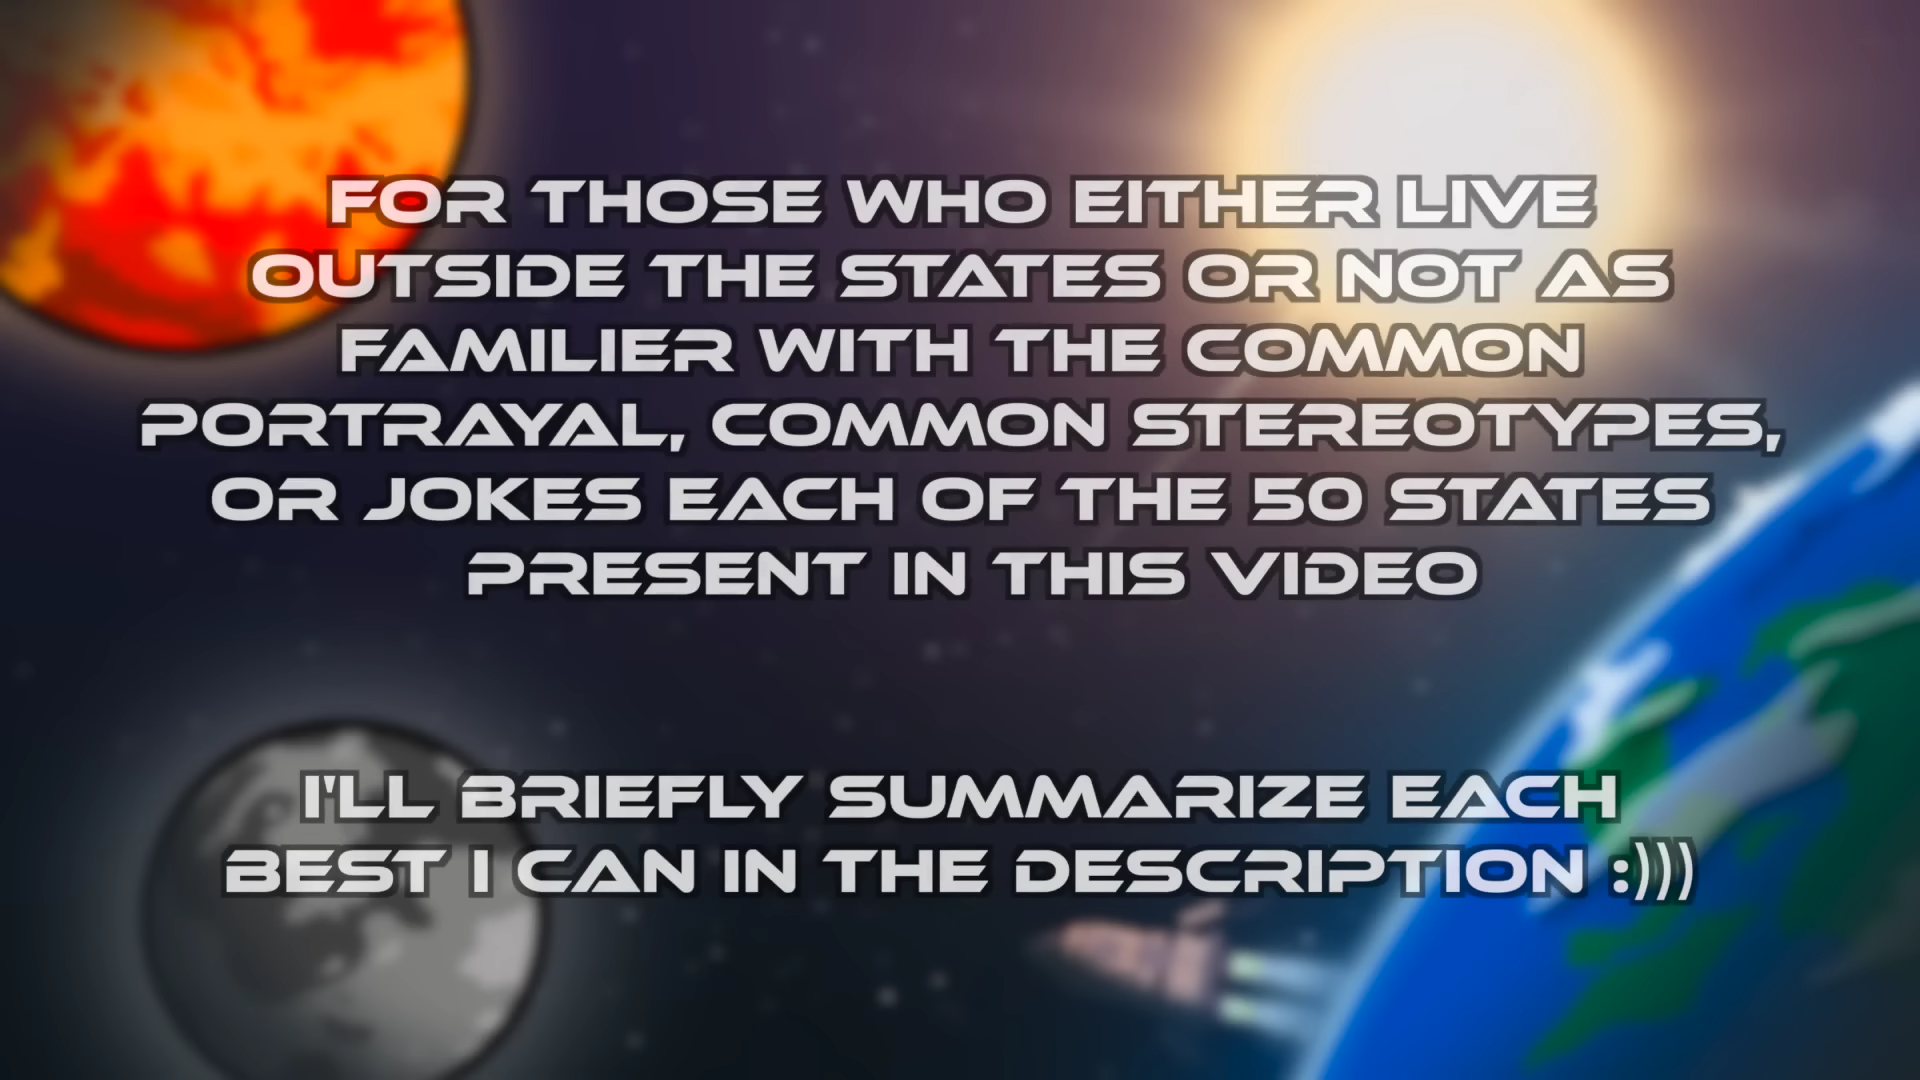 FOR THOSE WHO EITHER LIVE
OUTSIDE THE STATES OR NOT AS
FAMILIER WITH THE COMMON
PORTRAYAL, COMMON STEREOTYPES,
OR JOKES EACH OF THE 50 STATES
PRESENT IN THIS VIDEO
I'LL BRIEFLY SUMMARIZE EACH
BEST I CAN IN THE DESCRIPTION :)))